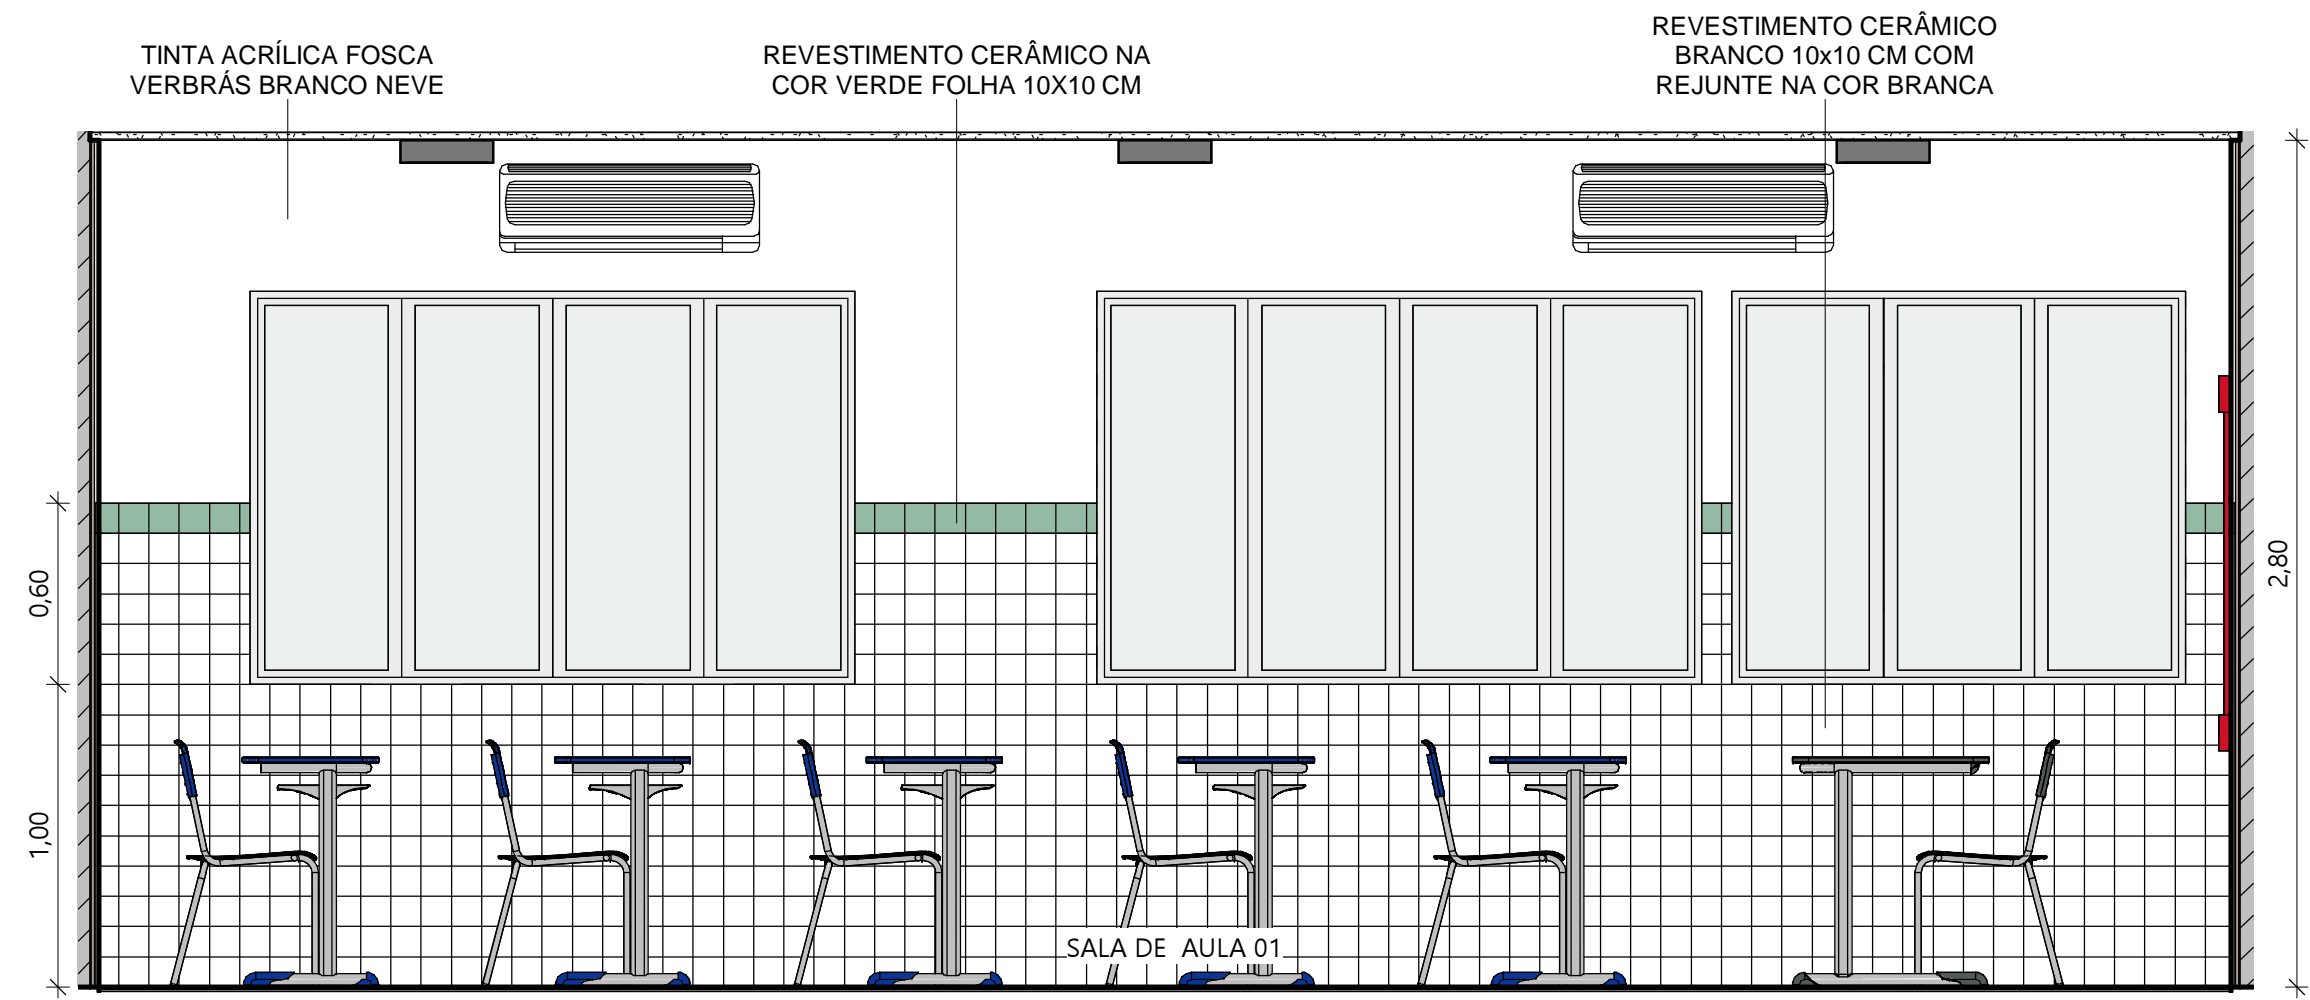 TINTA ACRÍLICA FOSCA
VERBRÁS BRANCO NEVE
REVESTIMENTO CERÂMICO NA
COR VERDE FOLHA 10X10 CM
REVESTIMENTO CERÂMICO
BRANCO 10x10 CM COM
REJUNTE NA COR BRANCA
0,60
1,00
2,80
SALA DE AULA 01